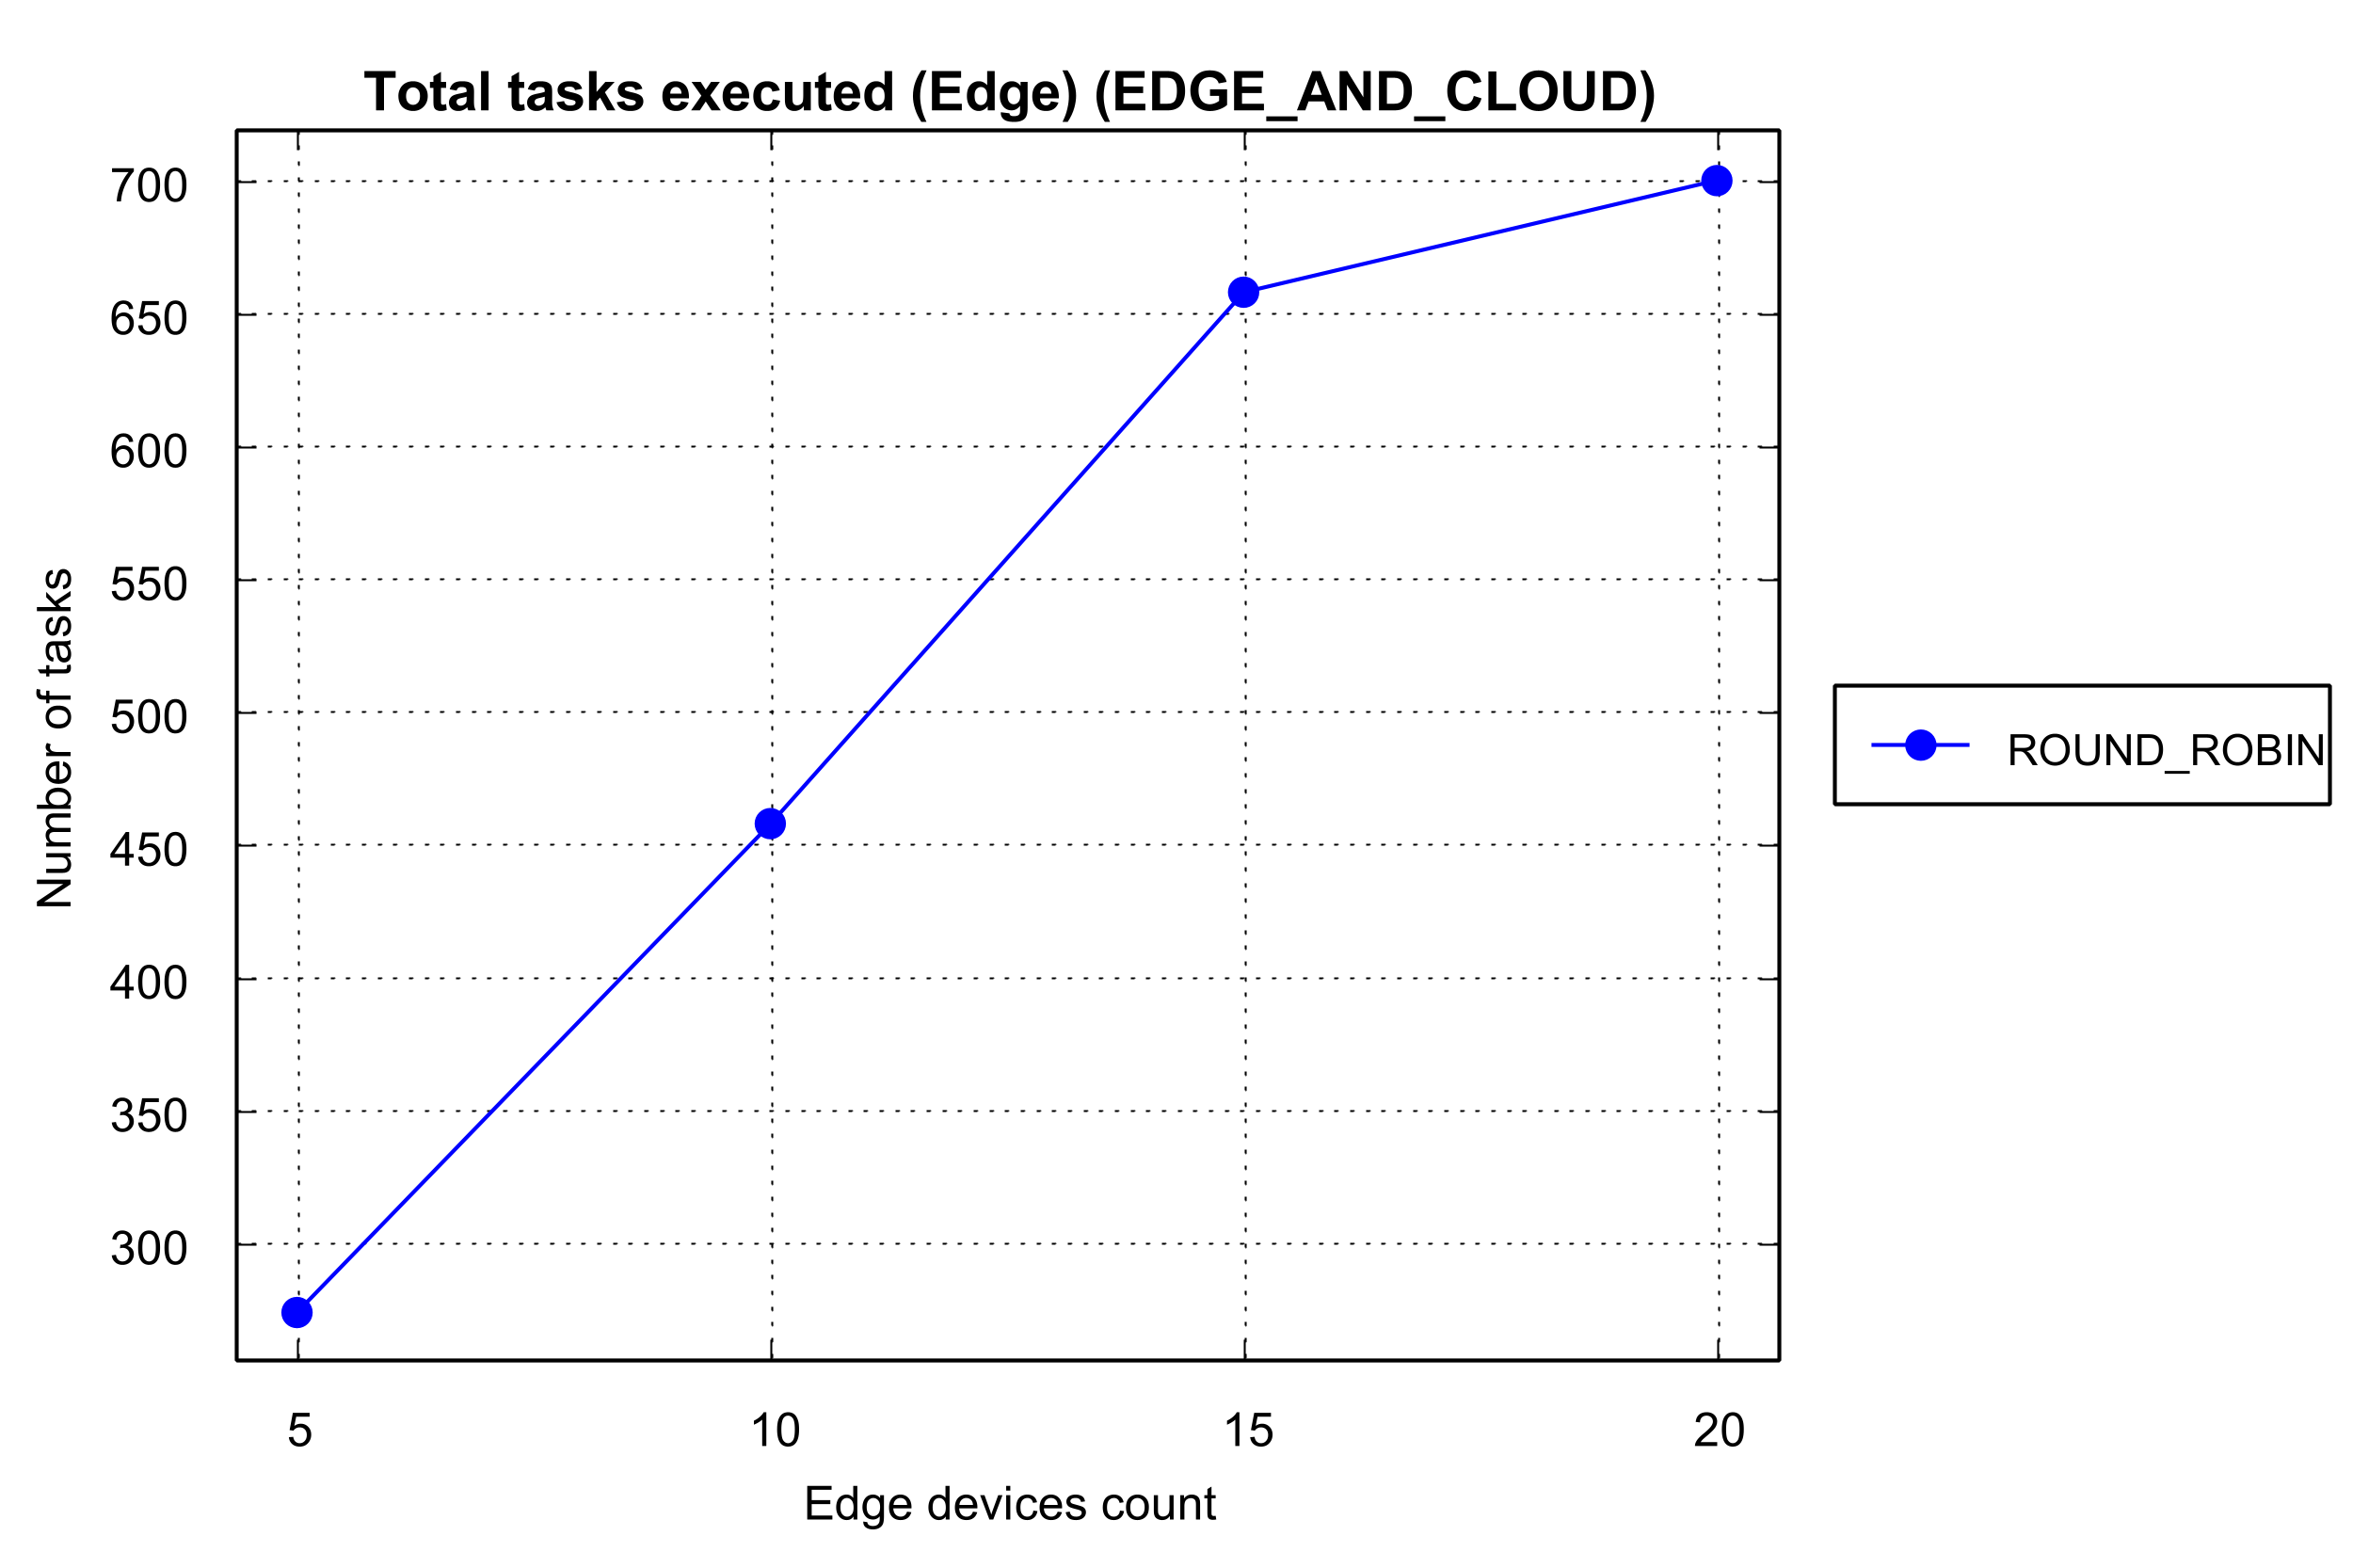 Total tasks executed (Edge) (EDGE_AND_CLOUD)
700
650
600
550
500
450
400
350
300
Number of tasks
5 10 15 20
Edge devices count
ROUND_ROBIN